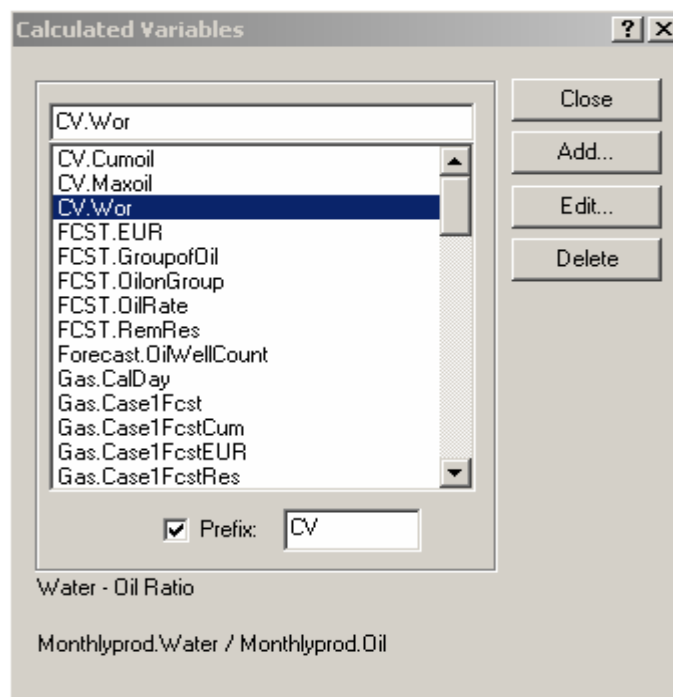 Calculated Variables
CV.Wor
CV.Cumoil
CV.Maxoil
CV.Wor
FCST.EUR
FCST.GroupofOil
FCST.OilonGroup
FCST.OilRate
FCST.RemRes
Forecast.OilWellCount
Gas.CalDay
Gas.Case1Fcst
Gas.Case1FcstCum
Gas.Case1FcstEUR
Gas.Case1FcstRes
Prefix: CV
Close
Add...
Edit...
Delete
Water - Oil Ratio
Monthlyprod.Water / Monthlyprod.Oil